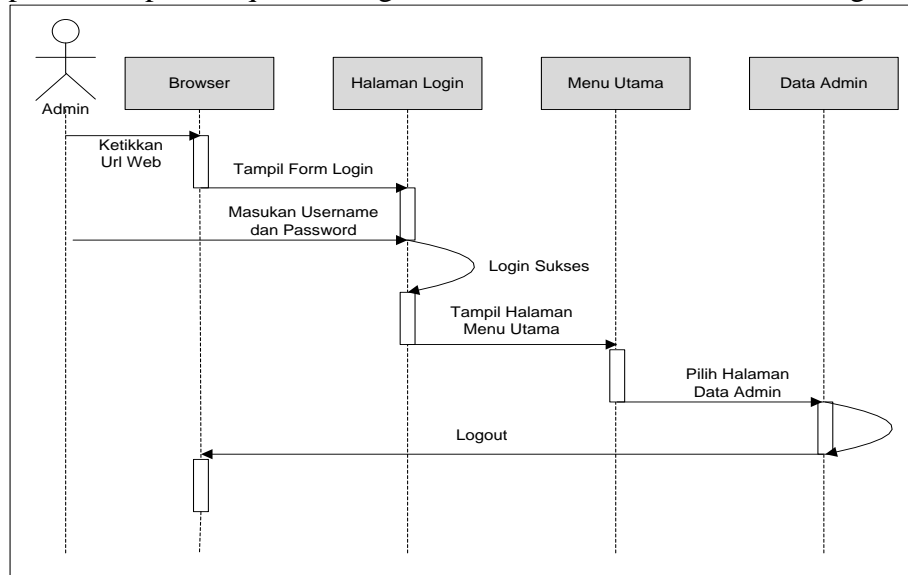 Browser
Halaman Login
Menu Utama
Data Admin
Admin
Ketikkan
Url Web
Tampil Form Login
Masukan Username
dan Password
Login Sukses
Tampil Halaman
Menu Utama
Pilih Halaman
Data Admin
Logout